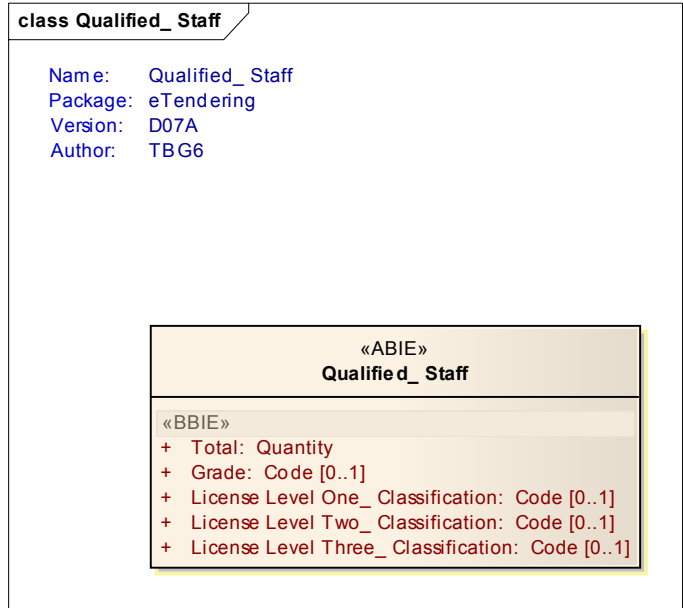 class Qualified_ Staff
Name: Qualified_ Staff
Package: eTendering
Version: D07A
Author: TBG6
«ABIE»
Qualified_ Staff
«BBIE»
+ Total: Quantity
+ Grade: Code [0..1]
+ License Level One_ Classification: Code [0..1]
+ License Level Two_ Classification: Code [0..1]
+ License Level Three_ Classification: Code [0..1]